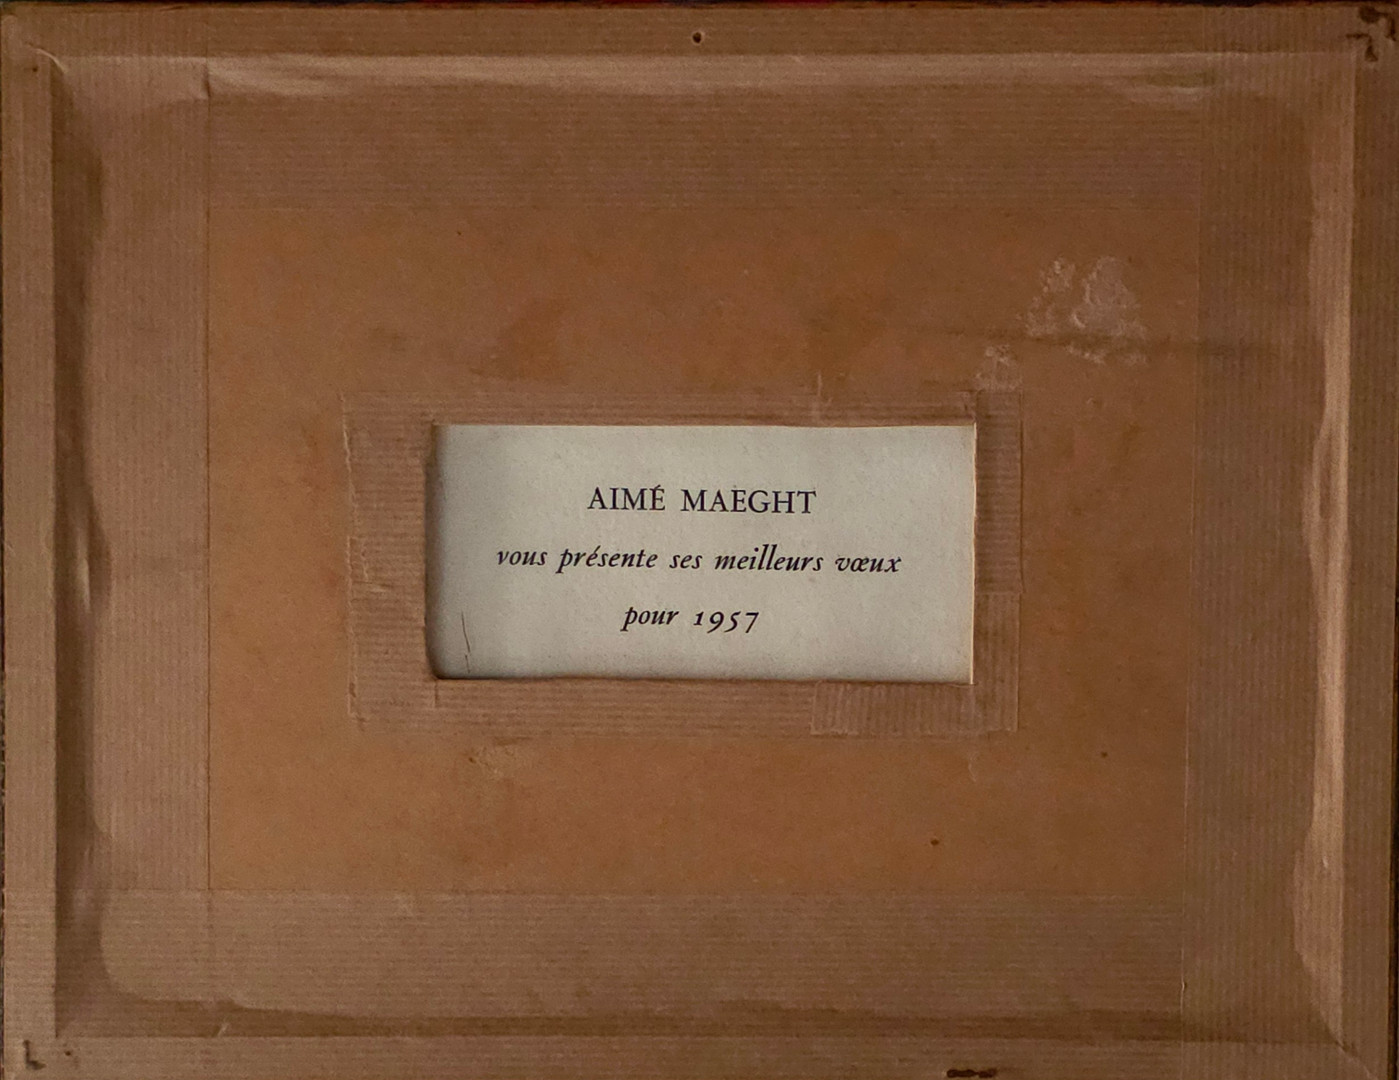 AIMÉ MAEGHT
vous présente ses meilleurs vœux
pour 1957